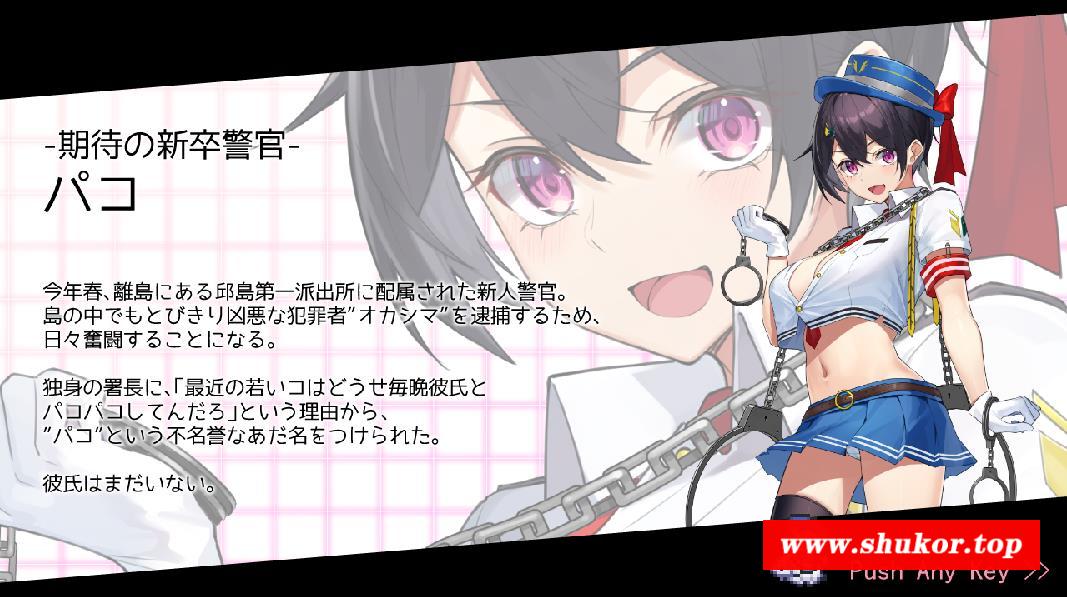 -期待の新卒警官-
パコ
今年春、離島にある邱島第一派出所に配属された新人警官。
島の中でもとびきり凶悪な犯罪者"オカシマ"を逮捕するため、
日々奮闘することになる。
独身の署長に、「最近の若いコはどうせ毎晩彼氏と
パコパコしてんだろ」という理由から、
"パコ"という不名誉なあだ名をつけられた。
彼氏はまだいない。
www.shukor.top
Push Any Key >>